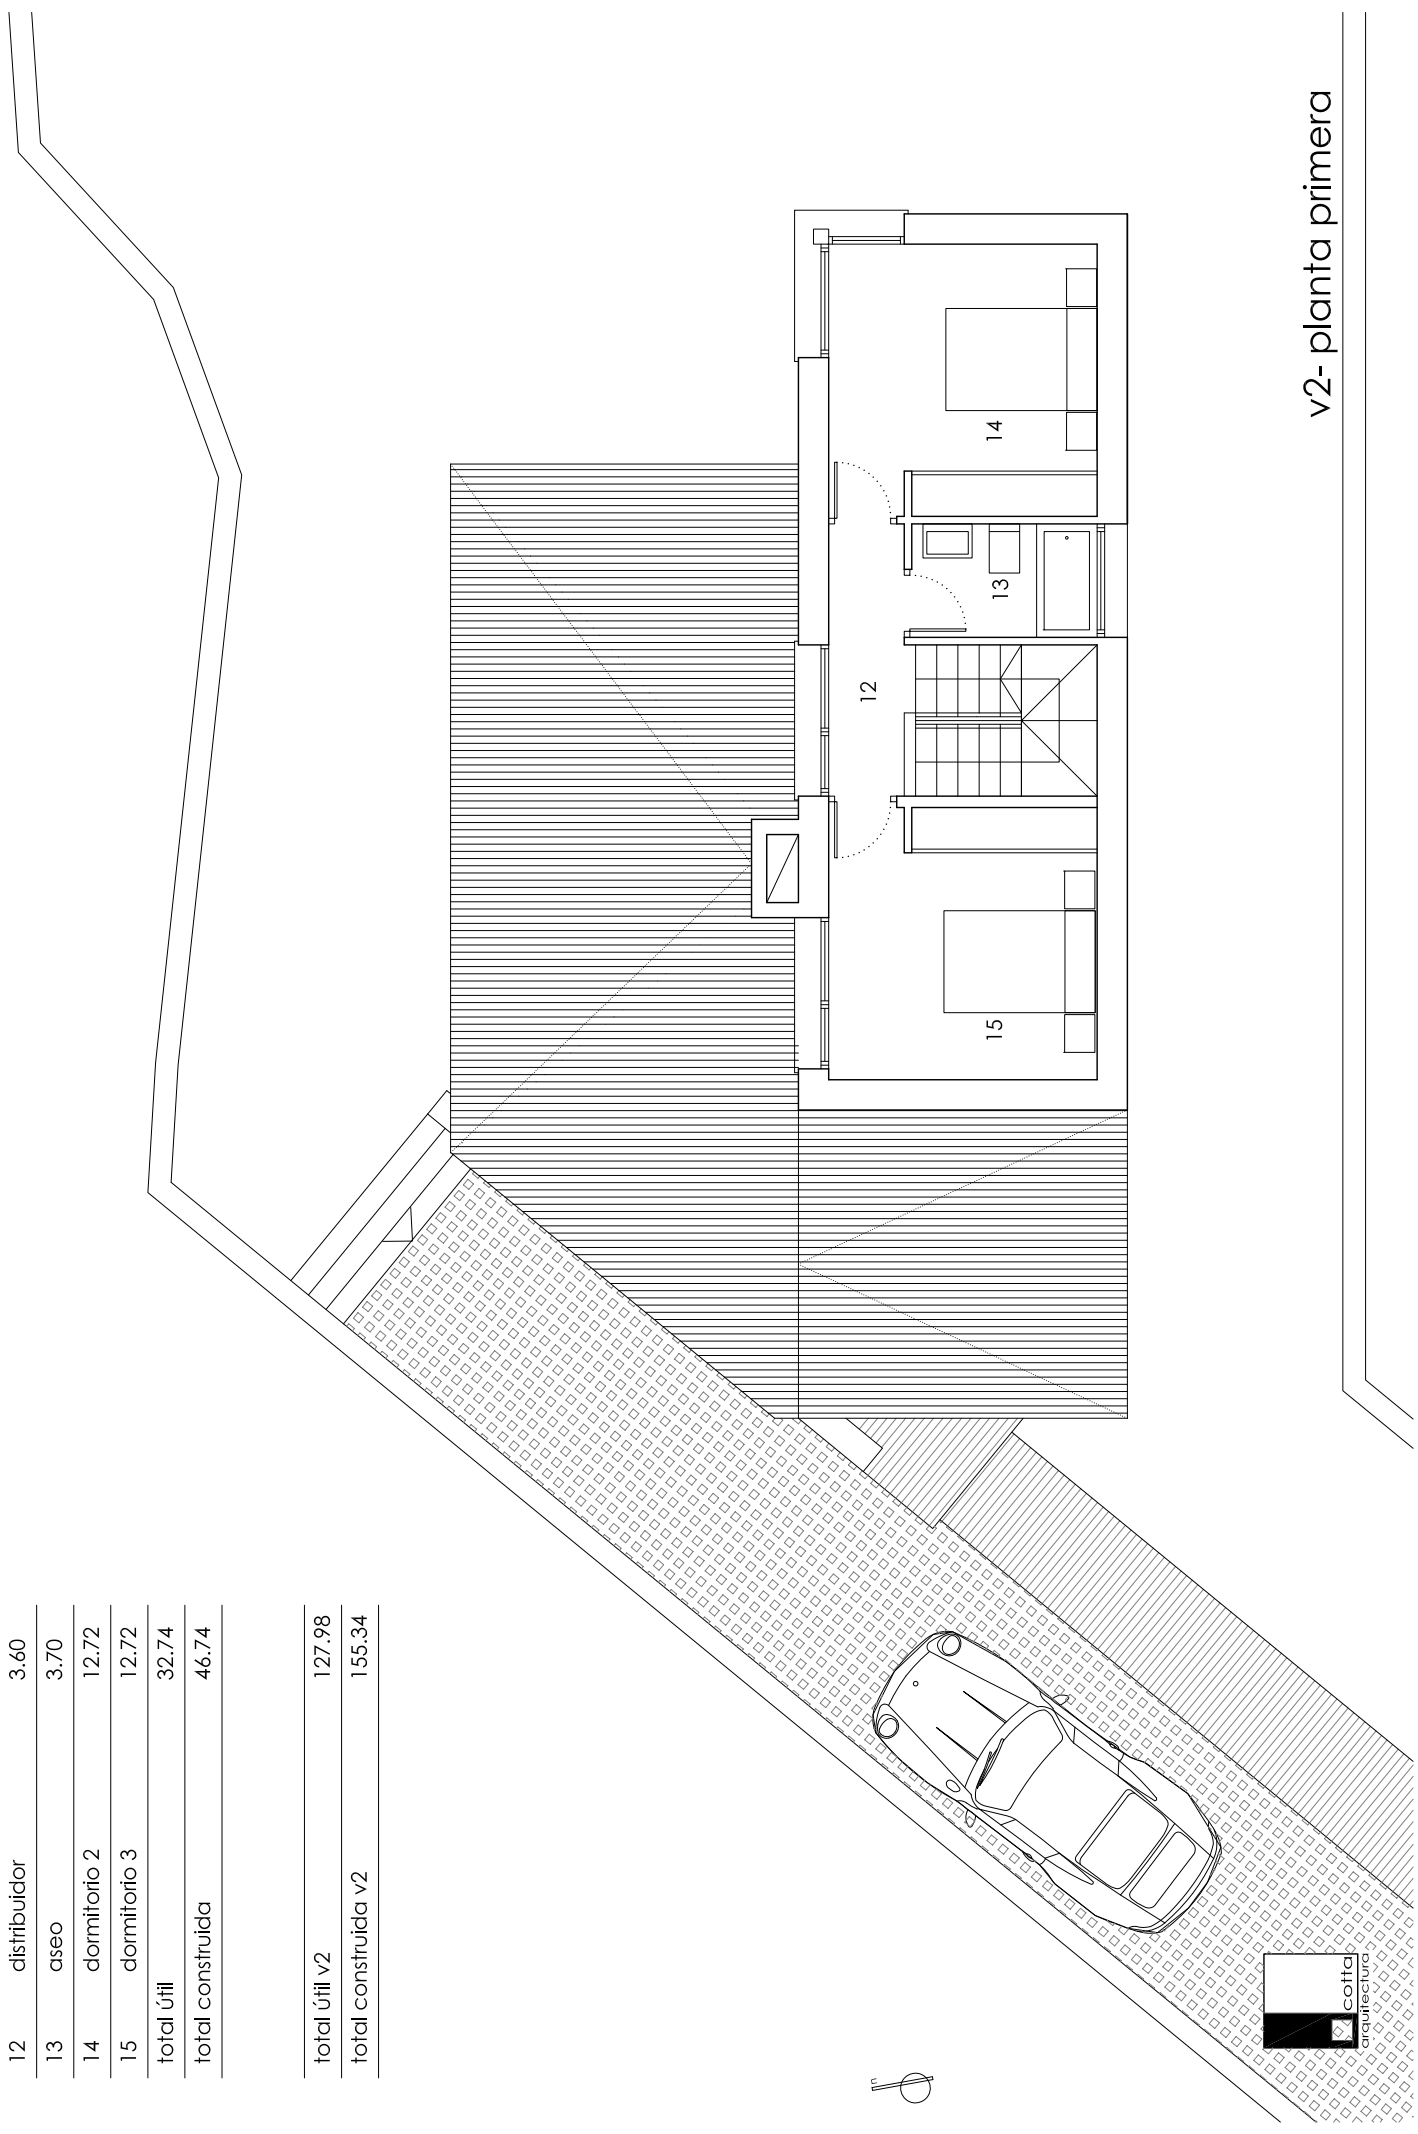 12 distribuidor 3.60
13 aseo 3.70
14 dormitorio 2 12.72
15 dormitorio 3 12.72
total útil 32.74
total construida 46.74
total útil v2 127.98
total construida v2 155.34
12
13
14
15
n
cotta
arquitectura
v2- planta primera